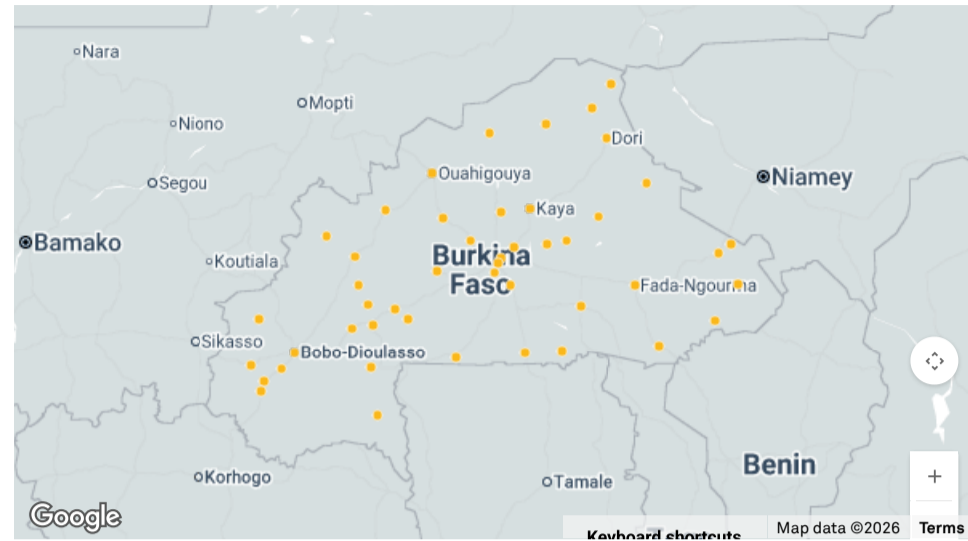 Nara
Mopti
Niono
Dori
Ouahigouya
Segou
Niamey
Kaya
Bamako
Koutiala
Burkina
Faso
Fada-Ngourma
Sikasso
Bobo-Dioulasso
Benin
Korhogo
Tamale
Google
Keyboard shortcuts
Map data ©2026
Terms